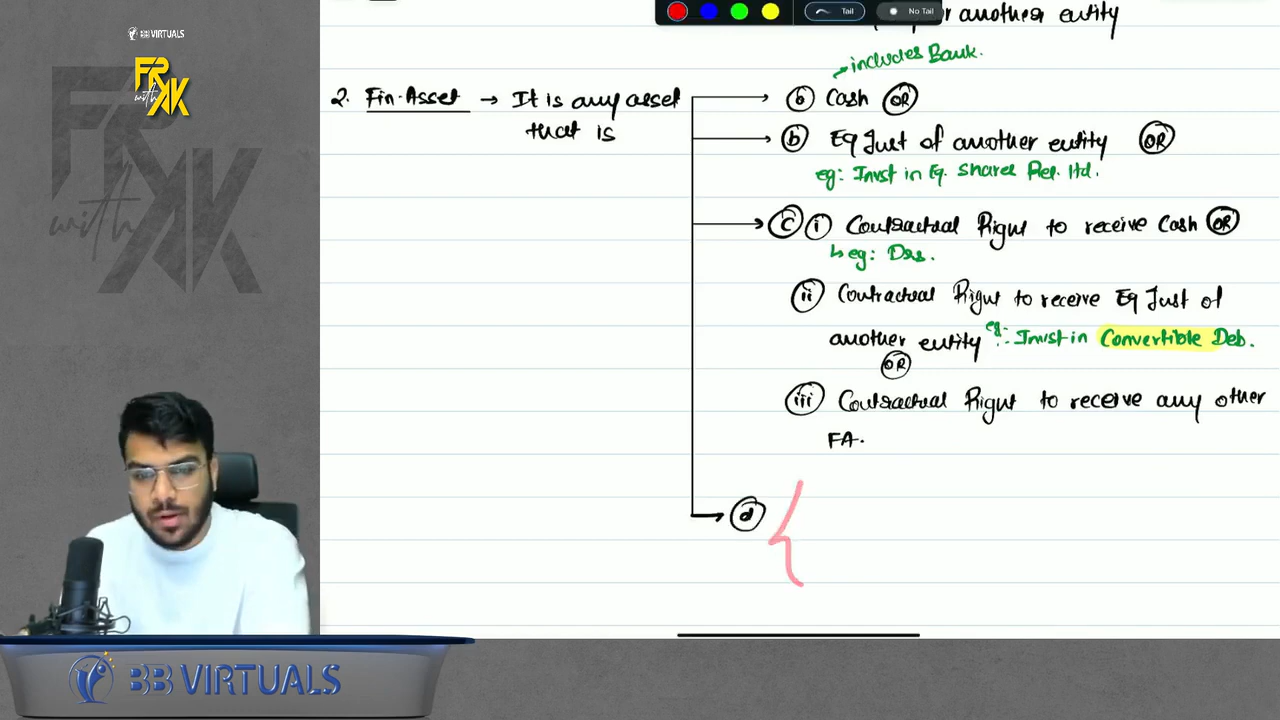 Tail
No Tail
or another entity
BB VIRTUALS
FR
with AK
includes Bank.
2. Fin. Asset → It is any asset that is
b Cash OR
b Eq Inst of another entity OR
eg: Invst in Eq. Shares Rel. ltd.
c i Contractual Right to receive Cash OR
↳ eg: Drs.
ii Contractual Right to receive Eq Inst of
another entity eg: Invst in Convertible Deb.
OR
iii Contractual Right to receive any other
FA.
d
BB VIRTUALS